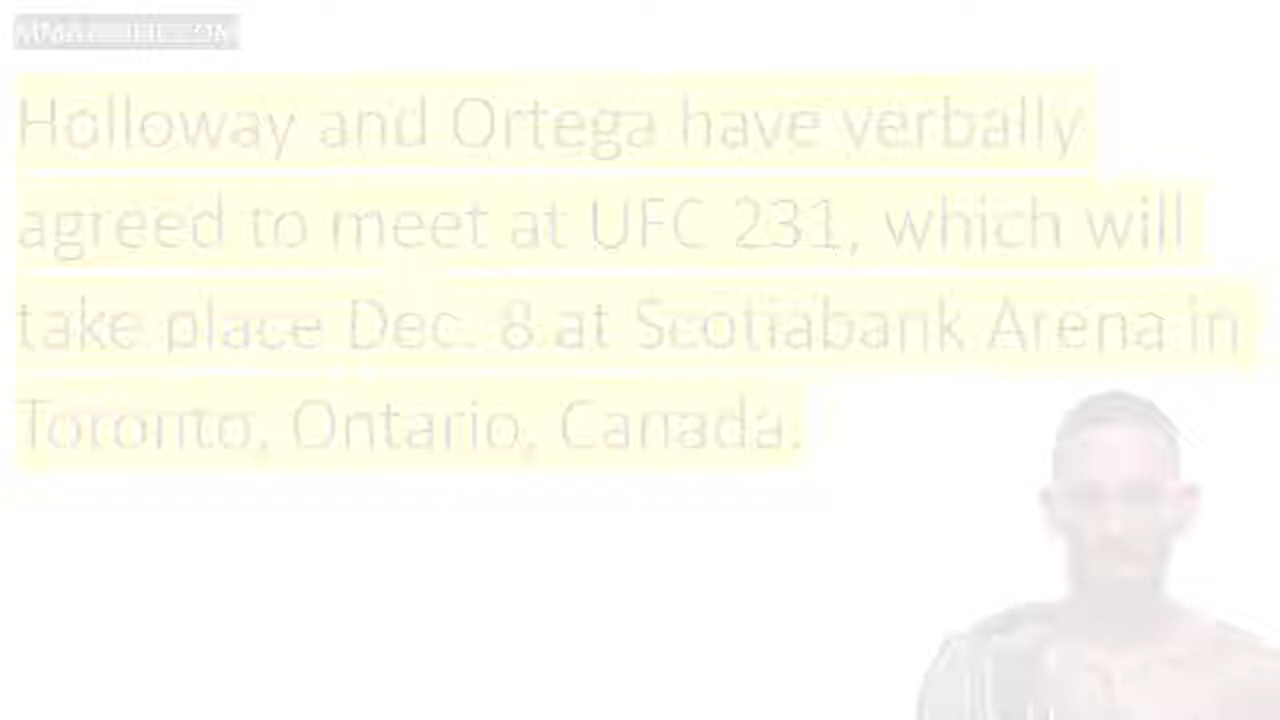 Holloway and Ortega have verbally
agreed to meet at UFC 231, which will
take place Dec. 8 at Scotiabank Arena in
Toronto, Ontario, Canada.